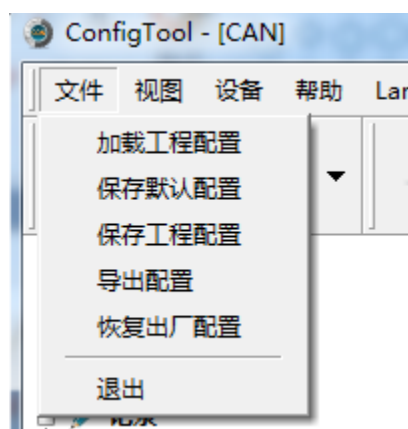 ConfigTool - [CAN]
文件 视图 设备 帮助 Lan
加载工程配置
保存默认配置
保存工程配置
导出配置
恢复出厂配置
退出